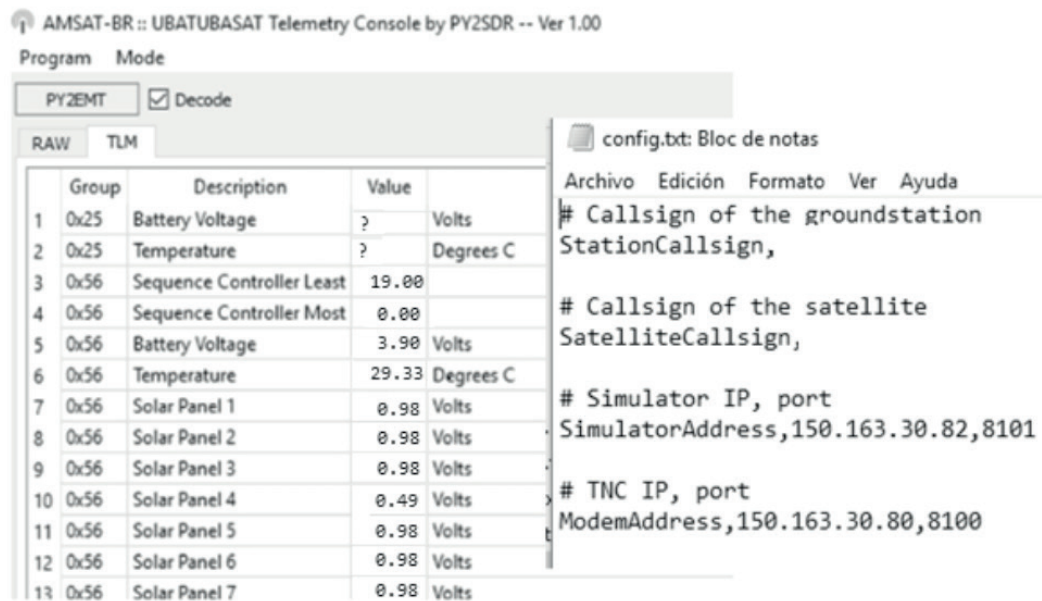 AMSAT-BR :: UBATUBASAT Telemetry Console by PY2SDR -- Ver 1.00
Program Mode
PY2EMT Decode
RAW TLM
Group Description Value
1 0x25 Battery Voltage ? Volts
2 0x25 Temperature ? Degrees C
3 0x56 Sequence Controller Least 19.00
4 0x56 Sequence Controller Most 0.00
5 0x56 Battery Voltage 3.90 Volts
6 0x56 Temperature 29.33 Degrees C
7 0x56 Solar Panel 1 0.98 Volts
8 0x56 Solar Panel 2 0.98 Volts
9 0x56 Solar Panel 3 0.98 Volts
10 0x56 Solar Panel 4 0.49 Volts
11 0x56 Solar Panel 5 0.98 Volts
12 0x56 Solar Panel 6 0.98 Volts
13 0x56 Solar Panel 7 0.98 Volts
config.txt: Bloc de notas
Archivo Edición Formato Ver Ayuda
# Callsign of the groundstation
StationCallsign,
# Callsign of the satellite
SatelliteCallsign,
# Simulator IP, port
SimulatorAddress,150.163.30.82,8101
# TNC IP, port
ModemAddress,150.163.30.80,8100